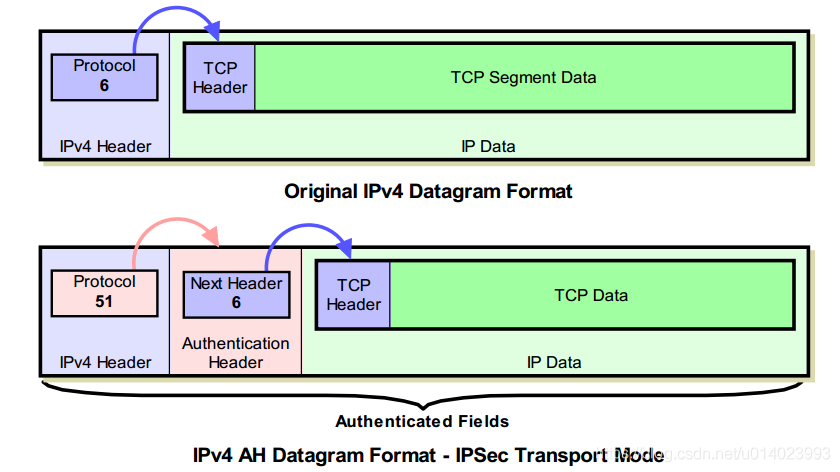 Protocol
6
TCP
Header
TCP Segment Data
IPv4 Header
IP Data
Original IPv4 Datagram Format
Protocol
51
Next Header
6
TCP
Header
TCP Data
Authentication
Header
IPv4 Header
IP Data
Authenticated Fields
IPv4 AH Datagram Format - IPSec Transport Mode
https://blog.csdn.net/u014023993